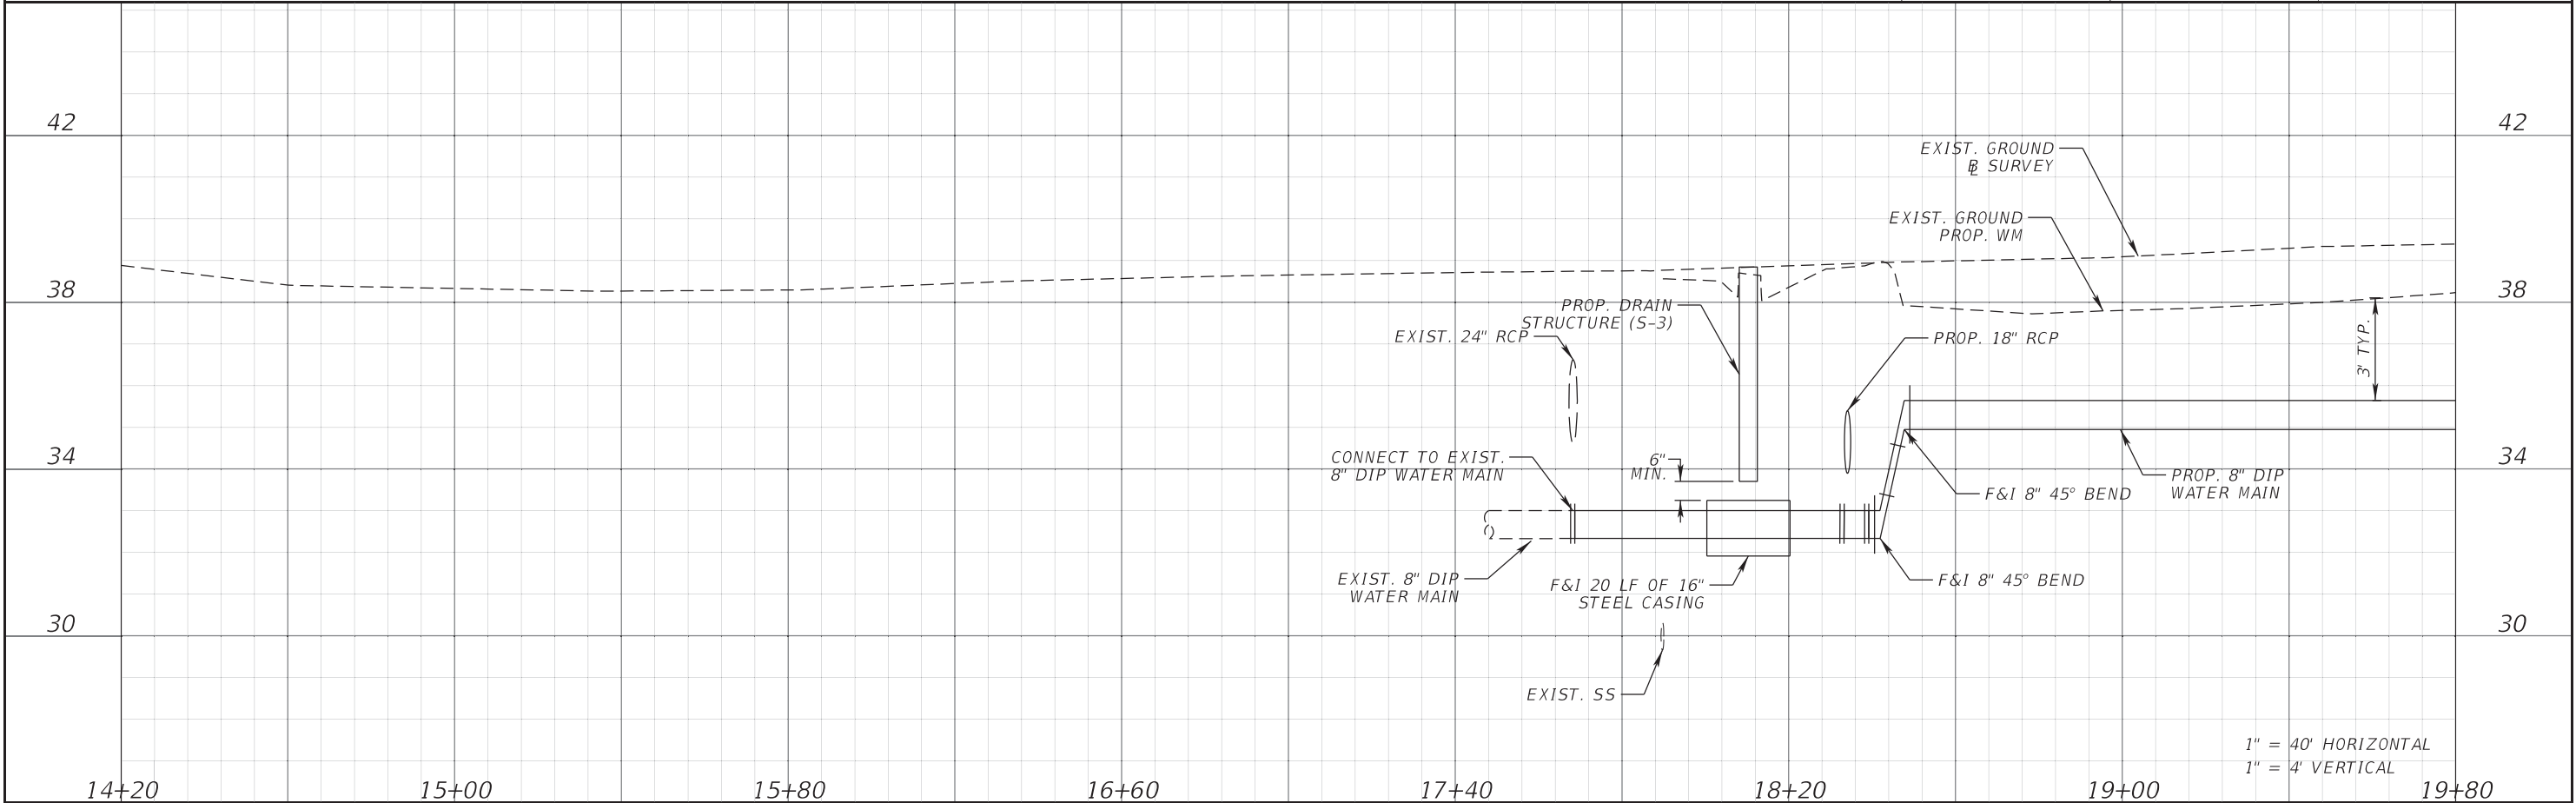 42
42
EXIST. GROUND
℄ SURVEY
EXIST. GROUND
PROP. WM
38
38
PROP. DRAIN
STRUCTURE (S-3)
EXIST. 24" RCP
PROP. 18" RCP
3' TYP.
34
34
CONNECT TO EXIST.
8" DIP WATER MAIN
6"
MIN.
PROP. 8" DIP
WATER MAIN
F&I 8" 45° BEND
EXIST. 8" DIP
WATER MAIN
F&I 20 LF OF 16"
STEEL CASING
F&I 8" 45° BEND
30
30
EXIST. SS
1" = 40' HORIZONTAL
1" = 4' VERTICAL
14+20
15+00
15+80
16+60
17+40
18+20
19+00
19+80